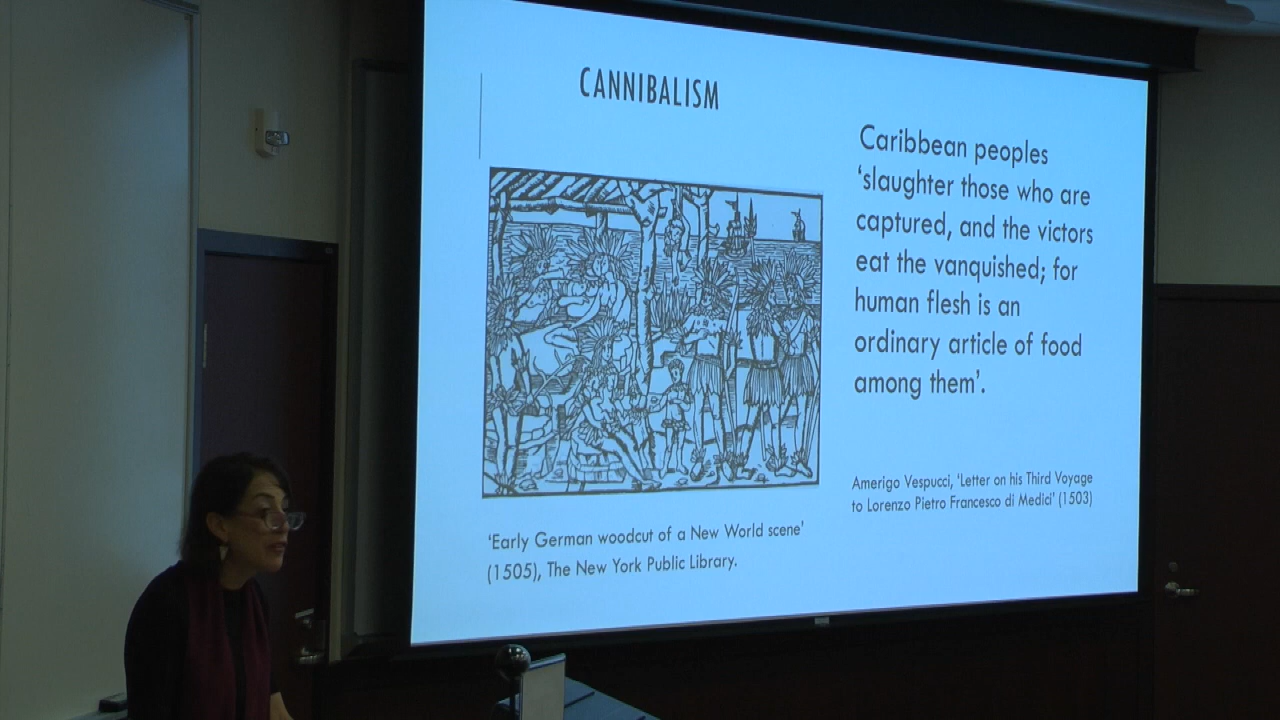 CANNIBALISM
Caribbean peoples
‘slaughter those who are
captured, and the victors
eat the vanquished; for
human flesh is an
ordinary article of food
among them’.
Amerigo Vespucci, ‘Letter on his Third Voyage
to Lorenzo Pietro Francesco di Medici’ (1503)
‘Early German woodcut of a New World scene’
(1505), The New York Public Library.